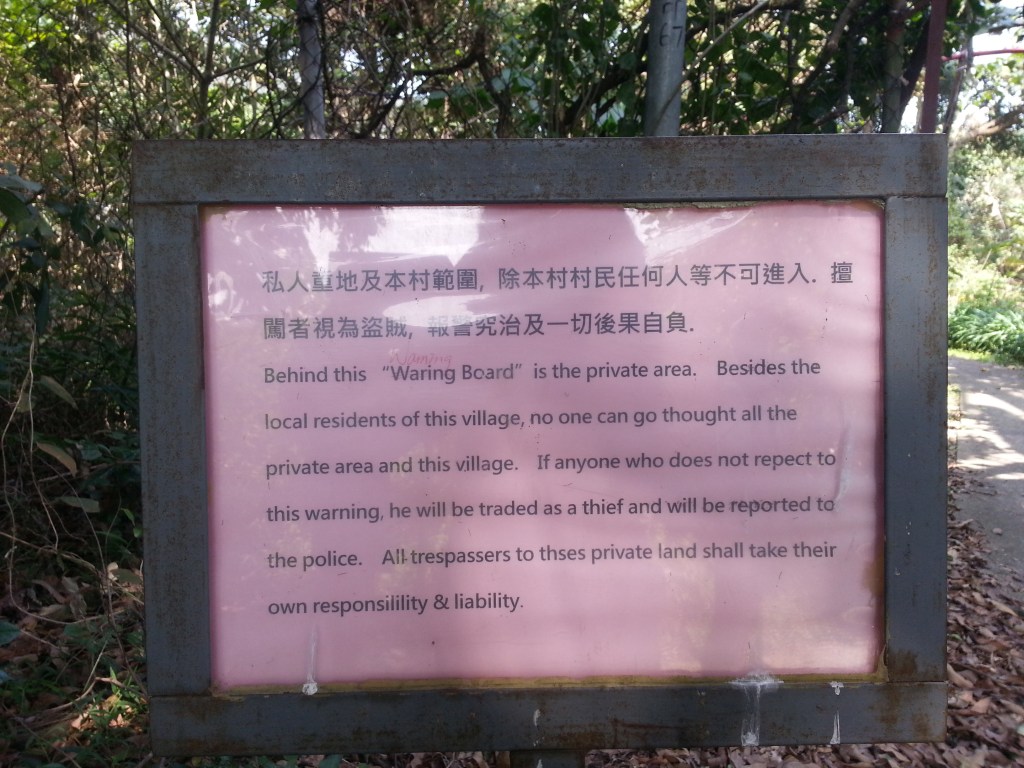 67
私人重地及本村範圍, 除本村村民任何人等不可進入. 擅
闖者視為盜賊, 報警究治及一切後果自負.
Warning
Behind this "Waring Board" is the private area. Besides the
local residents of this village, no one can go thought all the
private area and this village. If anyone who does not repect to
this warning, he will be traded as a thief and will be reported to
the police. All trespassers to thses private land shall take their
own responsilility & liability.